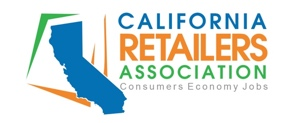 CALIFORNIA
RETAILERS
ASSOCIATION
Consumers Economy Jobs